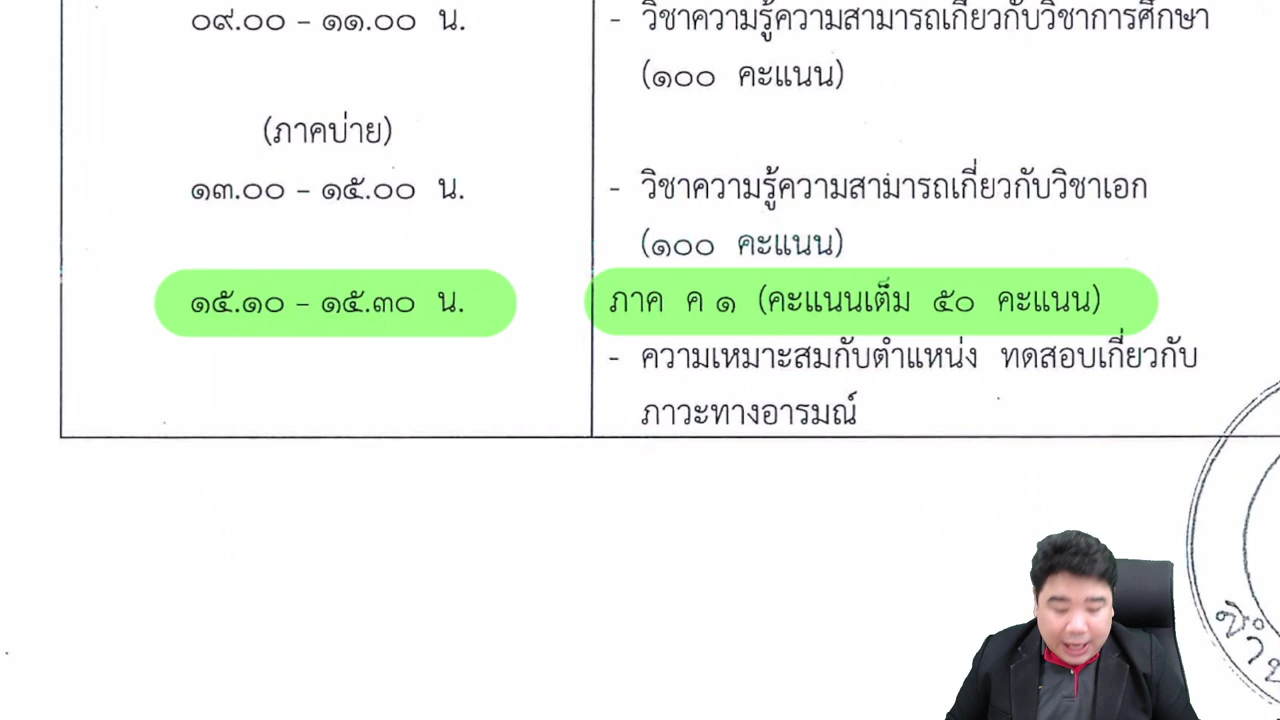 ๐๙.๐๐ – ๑๑.๐๐ น. - วิชาความรู้ความสามารถเกี่ยวกับวิชาการศึกษา
(๑๐๐ คะแนน)
(ภาคบ่าย)
๑๓.๐๐ – ๑๕.๐๐ น. - วิชาความรู้ความสามารถเกี่ยวกับวิชาเอก
(๑๐๐ คะแนน)
๑๕.๑๐ – ๑๕.๓๐ น. ภาค ค ๑ (คะแนนเต็ม ๕๐ คะแนน)
- ความเหมาะสมกับตำแหน่ง ทดสอบเกี่ยวกับ
ภาวะทางอารมณ์